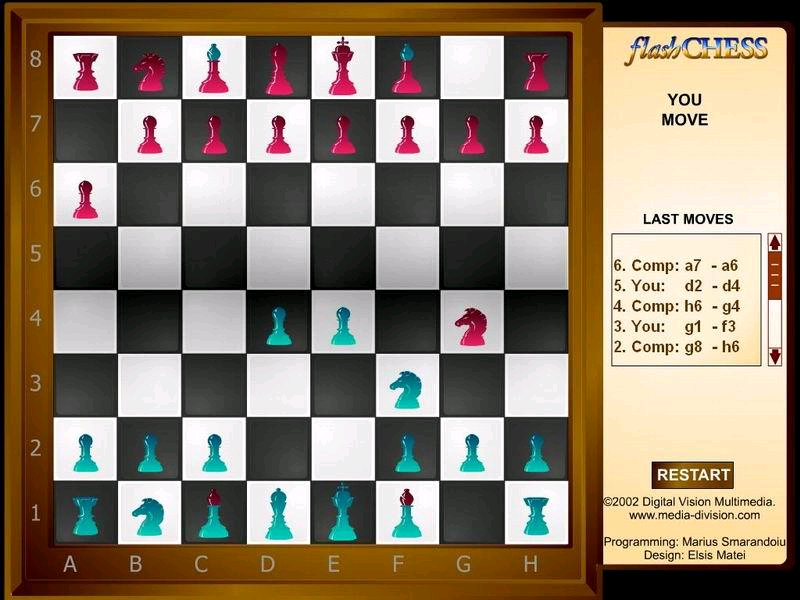 flashCHESS
YOU
MOVE
LAST MOVES
6. Comp: a7 - a6
5. You: d2 - d4
4. Comp: h6 - g4
3. You: g1 - f3
2. Comp: g8 - h6
RESTART
©2002 Digital Vision Multimedia.
www.media-division.com
Programming: Marius Smarandoiu
Design: Elsis Matei
8
7
6
5
4
3
2
1
A B C D E F G H